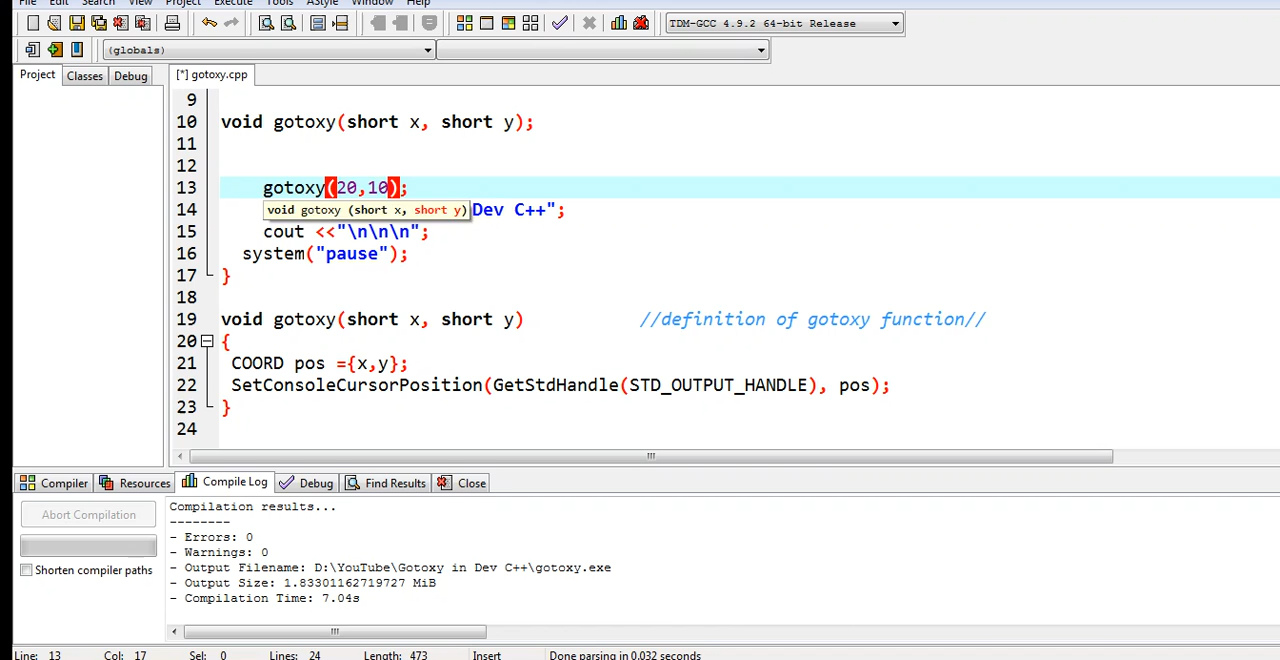 File Edit Search View Project Execute Tools AStyle Window Help
TDM-GCC 4.9.2 64-bit Release
(globals)
Project Classes Debug
[*] gotoxy.cpp
9
10 void gotoxy(short x, short y);
11
12
13 gotoxy(20,10);
void gotoxy (short x, short y)
14 Dev C++";
15 cout <<"\n\n\n";
16 system("pause");
17 }
18
19 void gotoxy(short x, short y) //definition of gotoxy function//
20 {
21 COORD pos ={x,y};
22 SetConsoleCursorPosition(GetStdHandle(STD_OUTPUT_HANDLE), pos);
23 }
24
Compiler Resources Compile Log Debug Find Results Close
Abort Compilation
Shorten compiler paths
Compilation results...
--------
- Errors: 0
- Warnings: 0
- Output Filename: D:\YouTube\Gotoxy in Dev C++\gotoxy.exe
- Output Size: 1.83301162719727 MiB
- Compilation Time: 7.04s
Line: 13 Col: 17 Sel: 0 Lines: 24 Length: 473 Insert Done parsing in 0.032 seconds